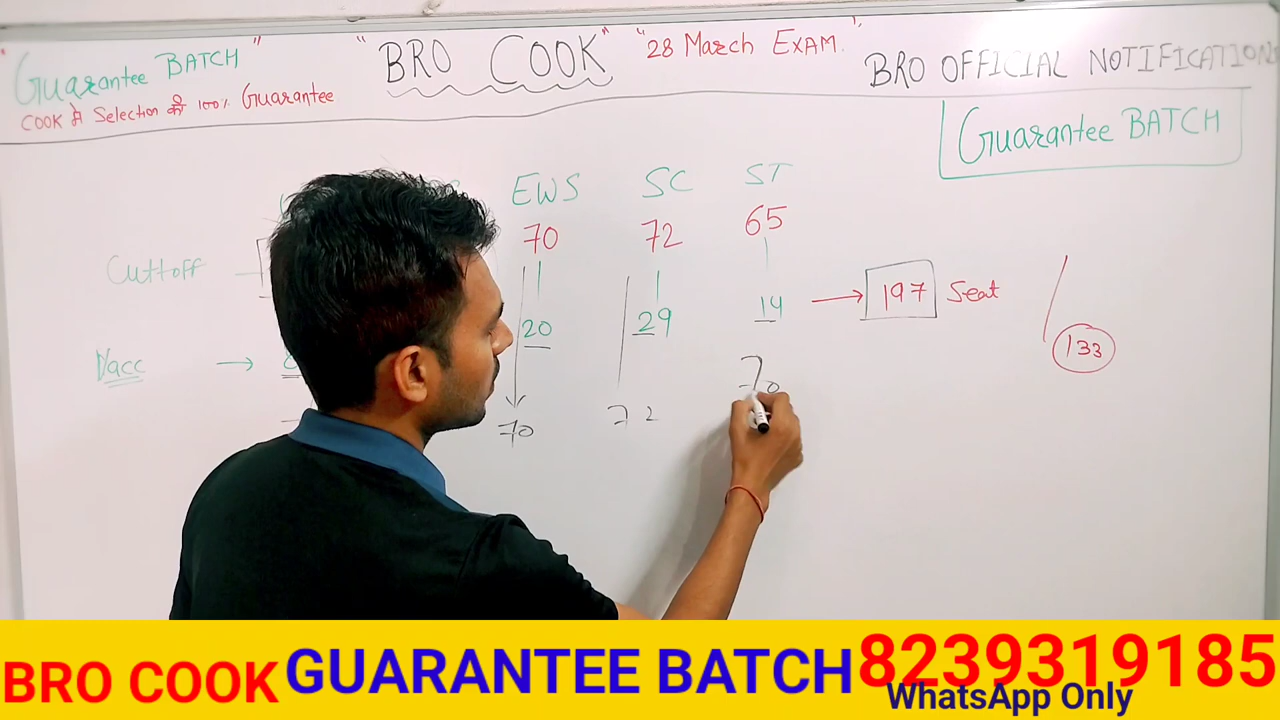 "Guarantee BATCH"
COOK मे Selection की 100% Guarantee
"BRO COOK" "28 March EXAM."
BRO OFFICIAL NOTIFICATION
Guarantee BATCH
EWS SC ST
Cuttoff 70 72 65
Vacc → 20 29 14 → 197 Seat
133
70 72 70
BRO COOK GUARANTEE BATCH 8239319185
WhatsApp Only